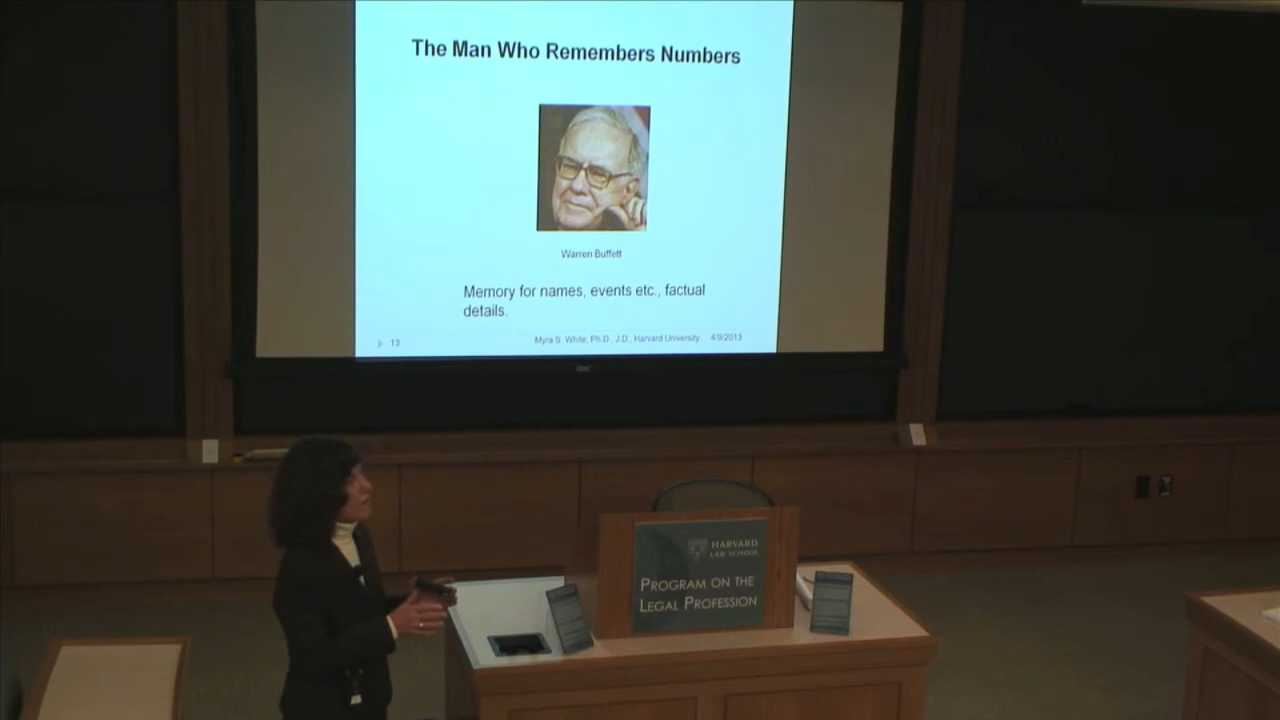 The Man Who Remembers Numbers
Warren Buffett
Memory for names, events etc., factual
details.
13
Myra S. White, Ph.D., J.D., Harvard University 4/9/2013
HARVARD
LAW SCHOOL
PROGRAM ON THE
LEGAL PROFESSION